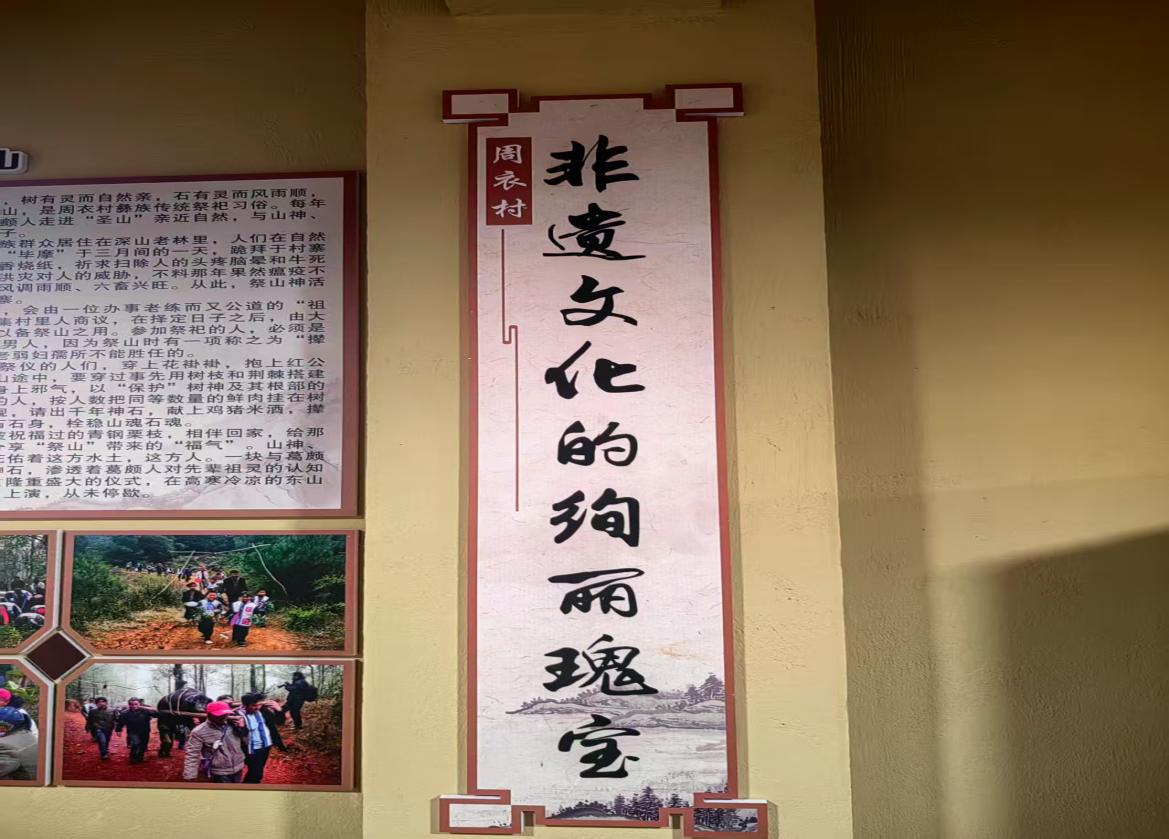 山
，树有灵而自然亲，石有灵而风雨顺，
山，是周衣村彝族传统祭祀习俗。每年
颇人走进“圣山”亲近自然，与山神、
子。
族群众居住在深山老林里，人们在自然
“毕摩”于三月间的一天，跪拜于村寨
香烧纸，祈求扫除人的头疼脑晕和牛死
洪灾对人的威胁，不料那年果然瘟疫不
风调雨顺、六畜兴旺。从此，祭山神活
寨。
，会由一位办事老练而又公道的“祖
集村里人商议，在择定日子之后，由大
以备祭山之用。参加祭祀的人，必须是
男人，因为祭山时有一项称之为“撵
老弱妇孺所不能胜任的。
祭仪的人们，穿上花褂褂，抱上红公
山途中，要穿过事先用树枝和荆棘搭建
身上邪气，以“保护”树神及其根部的
的人，按人数把同等数量的鲜肉挂在树
，请出千年神石，献上鸡猪米酒，撵
石身，栓稳山魂石魂。
被祝福过的青钢栗枝，相伴回家，给那
分享“祭山”带来的“福气”。山神、
佑着这方水土，这方人。一块与葛颇
神石，渗透着葛颇人对先辈祖灵的认知
隆重盛大的仪式，在高寒冷凉的东山
上演，从未停歇。
周衣村
非遗文化的绚丽瑰宝